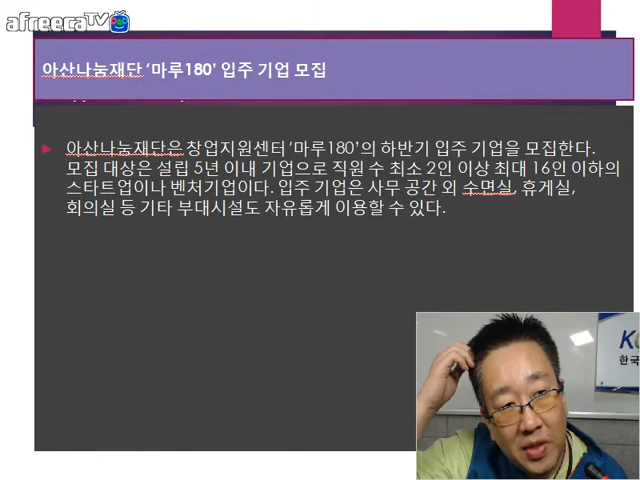 afreecaTV
아산나눔재단 ‘마루180’ 입주 기업 모집
아산나눔재단은 창업지원센터 ‘마루180’의 하반기 입주 기업을 모집한다.
모집 대상은 설립 5년 이내 기업으로 직원 수 최소 2인 이상 최대 16인 이하의
스타트업이나 벤처기업이다. 입주 기업은 사무 공간 외 수면실, 휴게실,
회의실 등 기타 부대시설도 자유롭게 이용할 수 있다.
한국